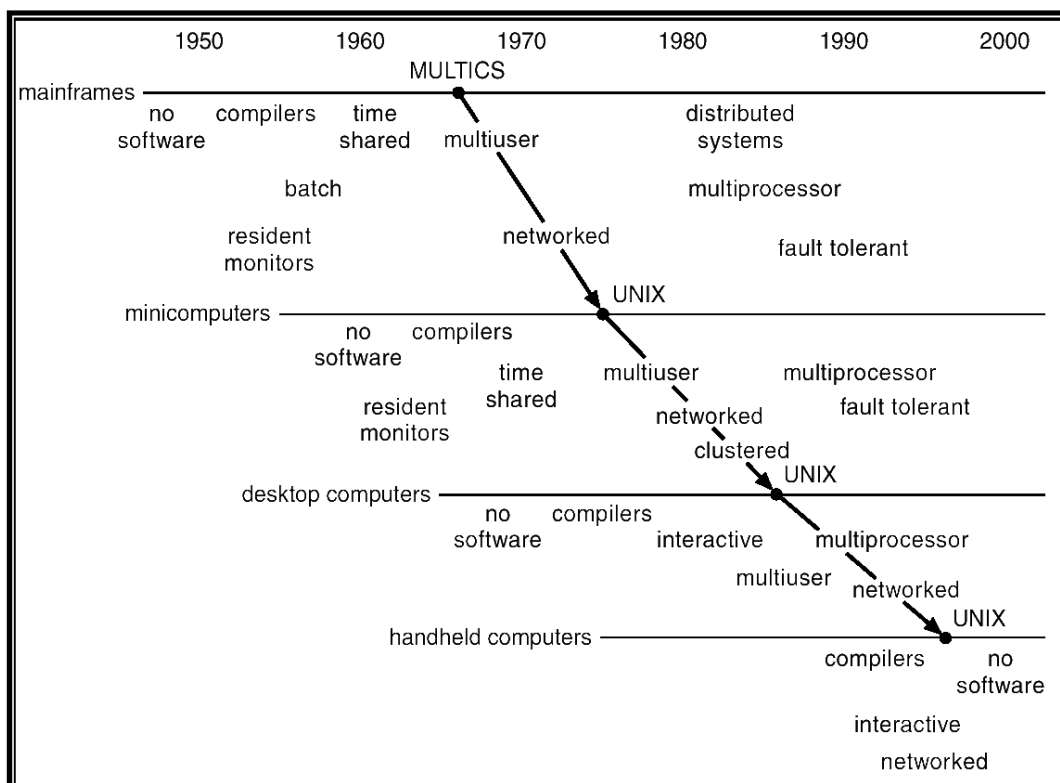 1950 1960 1970 1980 1990 2000
MULTICS
mainframes
no software
compilers
time shared
multiuser
distributed systems
batch
multiprocessor
resident monitors
networked
fault tolerant
UNIX
minicomputers
no software
compilers
time shared
multiuser
multiprocessor
resident monitors
networked
fault tolerant
clustered
UNIX
desktop computers
no software
compilers
interactive
multiprocessor
multiuser
networked
UNIX
handheld computers
compilers
no software
interactive
networked